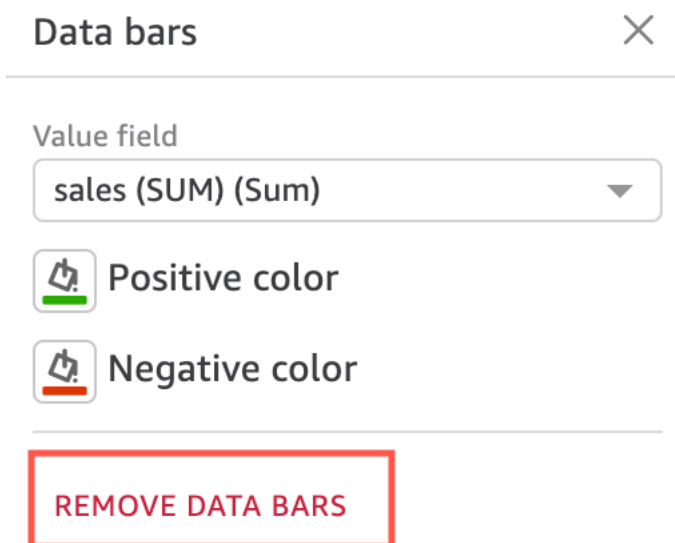 Data bars
Value field
sales (SUM) (Sum)
Positive color
Negative color
REMOVE DATA BARS